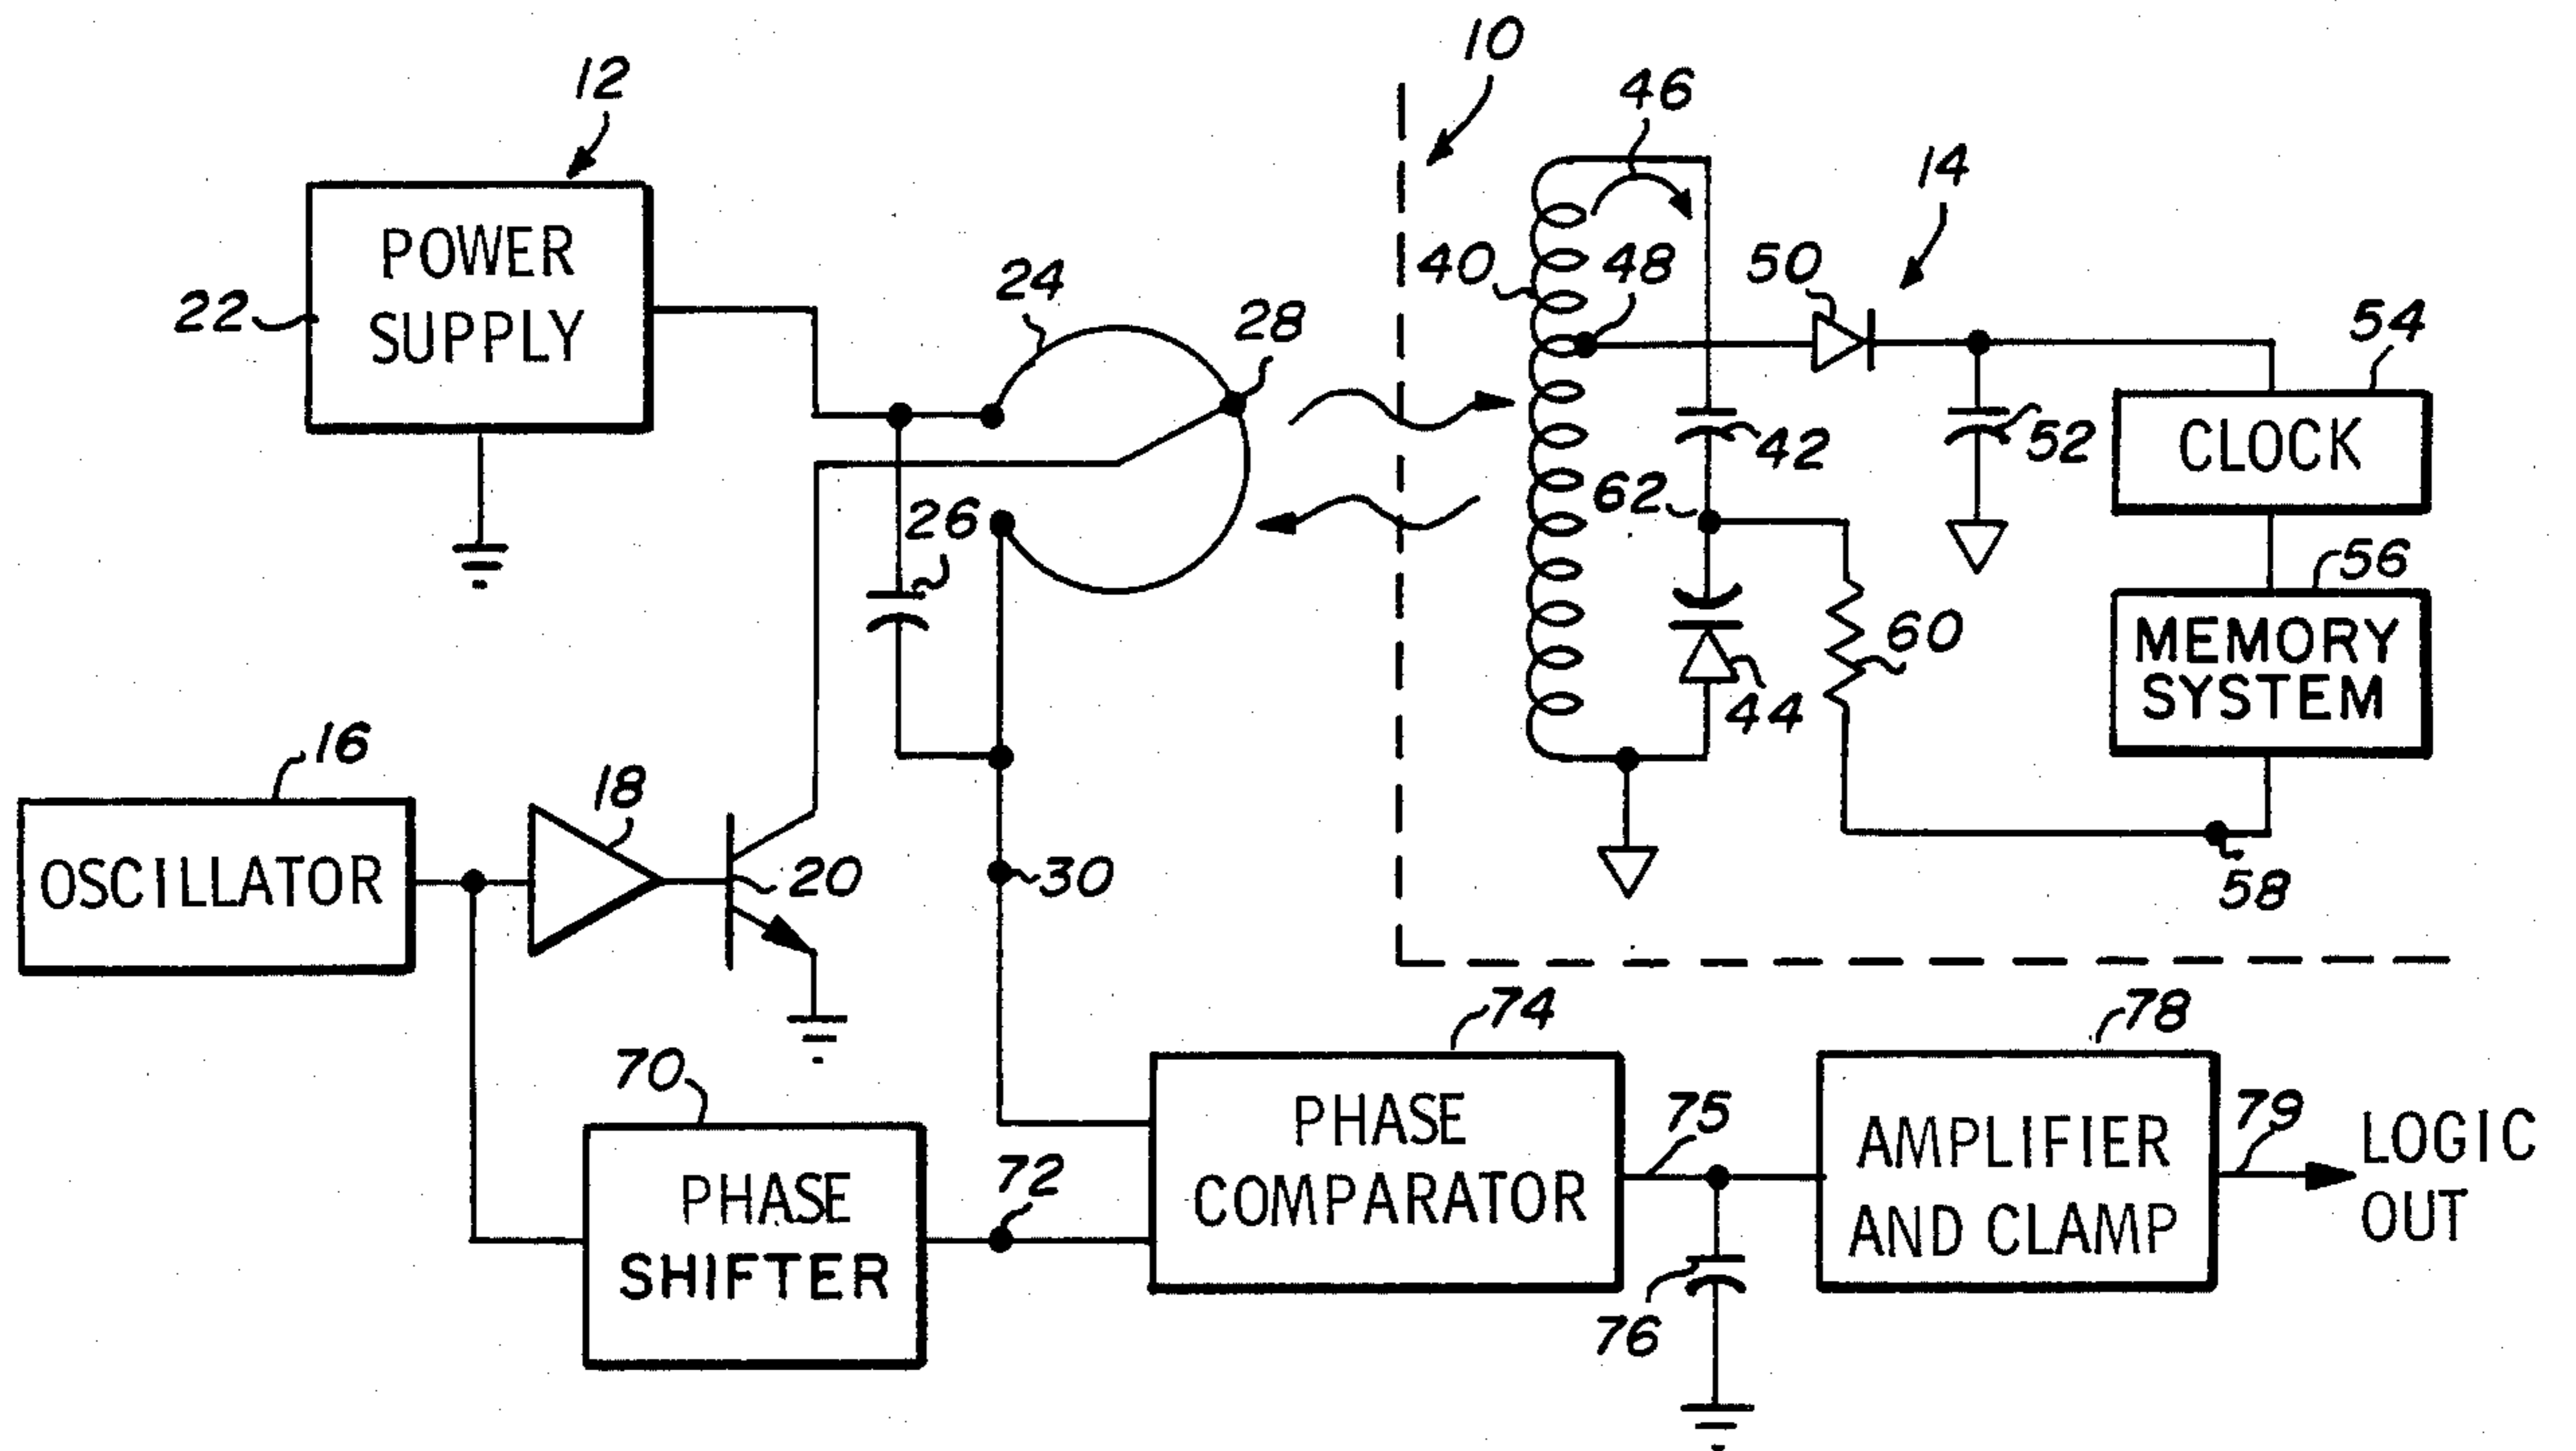 10
12
46
14
POWER
SUPPLY
22
24
28
40
48
50
54
CLOCK
52
42
62
26
56
MEMORY
SYSTEM
60
44
58
16
OSCILLATOR
18
20
30
74
78
70
PHASE
SHIFTER
72
PHASE
COMPARATOR
75
76
AMPLIFIER
AND CLAMP
79
LOGIC
OUT